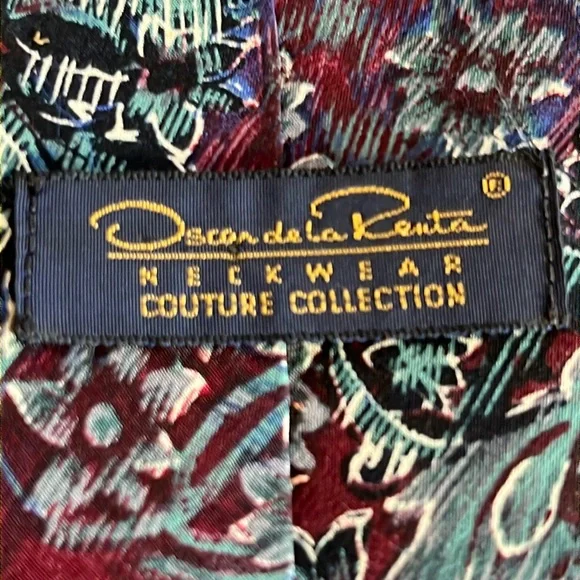 Oscar de la Renta ®
NECKWEAR
COUTURE COLLECTION